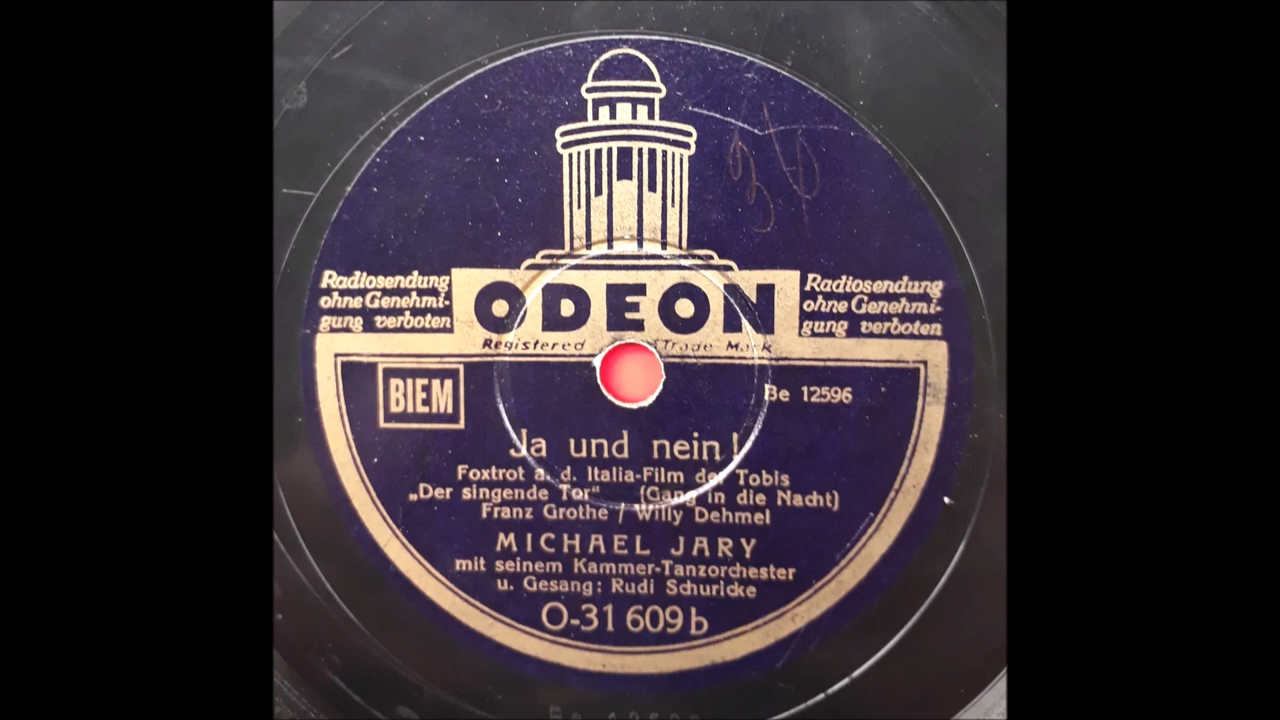 36
Radiosendung
ohne Genehmi-
gung verboten
ODEON
Radiosendung
ohne Genehmi-
gung verboten
Registered Trade Mark
BIEM
Be 12596
Ja und nein!
Foxtrot a. d. Italia-Film der Tobis
„Der singende Tor“ (Gang in die Nacht)
Franz Grothe / Willy Dehmel
MICHAEL JARY
mit seinem Kammer-Tanzorchester
u. Gesang: Rudi Schuricke
O-31 609 b